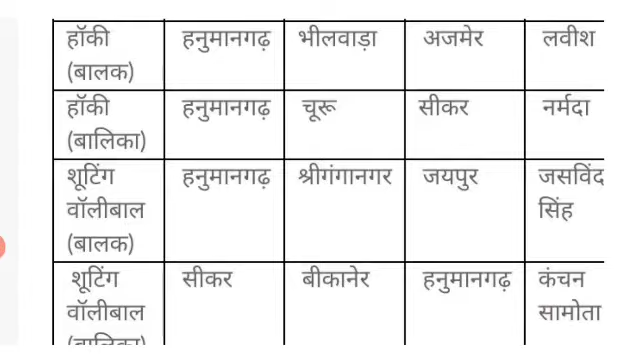 हॉकी हनुमानगढ़ भीलवाड़ा अजमेर लवीश
(बालक)
हॉकी हनुमानगढ़ चूरू सीकर नर्मदा
(बालिका)
शूटिंग हनुमानगढ़ श्रीगंगानगर जयपुर जसविंद
वॉलीबाल सिंह
(बालक)
शूटिंग सीकर बीकानेर हनुमानगढ़ कंचन
वॉलीबाल सामोता
(बालिका)